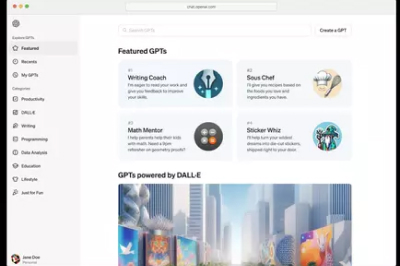 chat.openai.com
Search GPTs
Create a GPT
Explore GPTs
Featured
Recents
My GPTs
Categories
Productivity
DALL·E
Writing
Programming
Data Analysis
Education
Lifestyle
Just for Fun
Jane Doe
Personal
Featured GPTs
#1
Writing Coach
I'm eager to read your work and
give you feedback to improve
your skills.
#2
Sous Chef
I'll give you recipes based on
the foods you love and
ingredients you have.
#3
Math Mentor
I help parents help their kids
with math. Need a 9pm
refresher on geometry proofs?
#4
Sticker Whiz
I'll help turn your wildest
dreams into die-cut stickers,
shipped right to your door.
GPTs powered by DALL·E